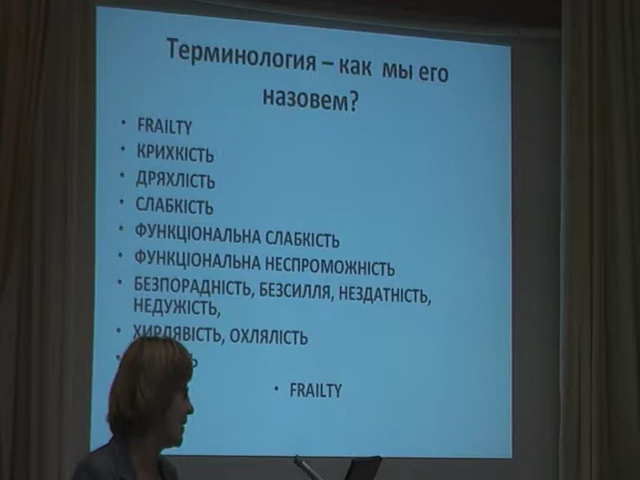 Терминология – как мы его
назовем?
• FRAILTY
• КРИХКІСТЬ
• ДРЯХЛІСТЬ
• СЛАБКІСТЬ
• ФУНКЦІОНАЛЬНА СЛАБКІСТЬ
• ФУНКЦІОНАЛЬНА НЕСПРОМОЖНІСТЬ
• БЕЗПОРАДНІСТЬ, БЕЗСИЛЛЯ, НЕЗДАТНІСТЬ,
НЕДУЖІСТЬ,
• ХИРЛЯВІСТЬ, ОХЛЯЛІСТЬ
• FRAILTY